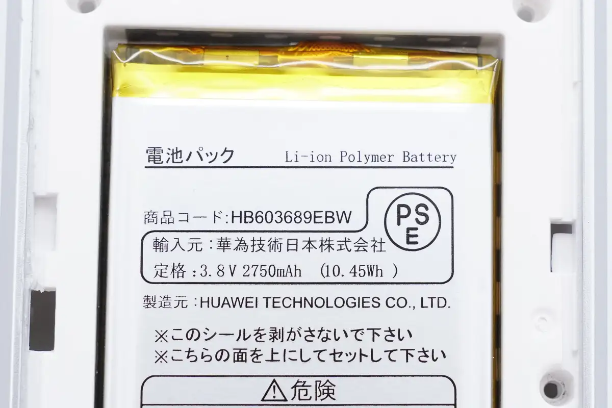 電池パック Li-ion Polymer Battery
商品コード:HB603689EBW
PS
E
輸入元：華為技術日本株式会社
定格：3.8V 2750mAh （10.45Wh ）
製造元：HUAWEI TECHNOLOGIES CO., LTD.
※このシールを剥がさないで下さい
※こちらの面を上にしてセットして下さい
⚠危険